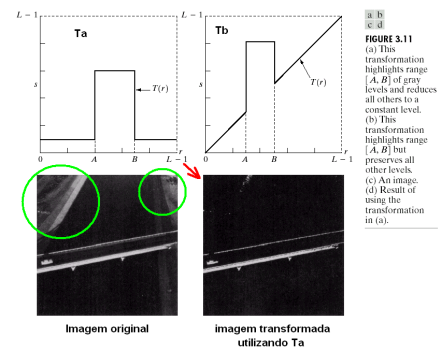 L – 1
Ta
s
T(r)
0
A
B
L – 1
L – 1
Tb
s
T(r)
r
0
A
B
L – 1
r
a b
c d
FIGURE 3.11
(a) This
transformation
highlights range
[A, B] of gray
levels and reduces
all others to a
constant level.
(b) This
transformation
highlights range
[A, B] but
preserves all
other levels.
(c) An image.
(d) Result of
using the
transformation
in (a).
Imagem original
imagem transformada
utilizando Ta